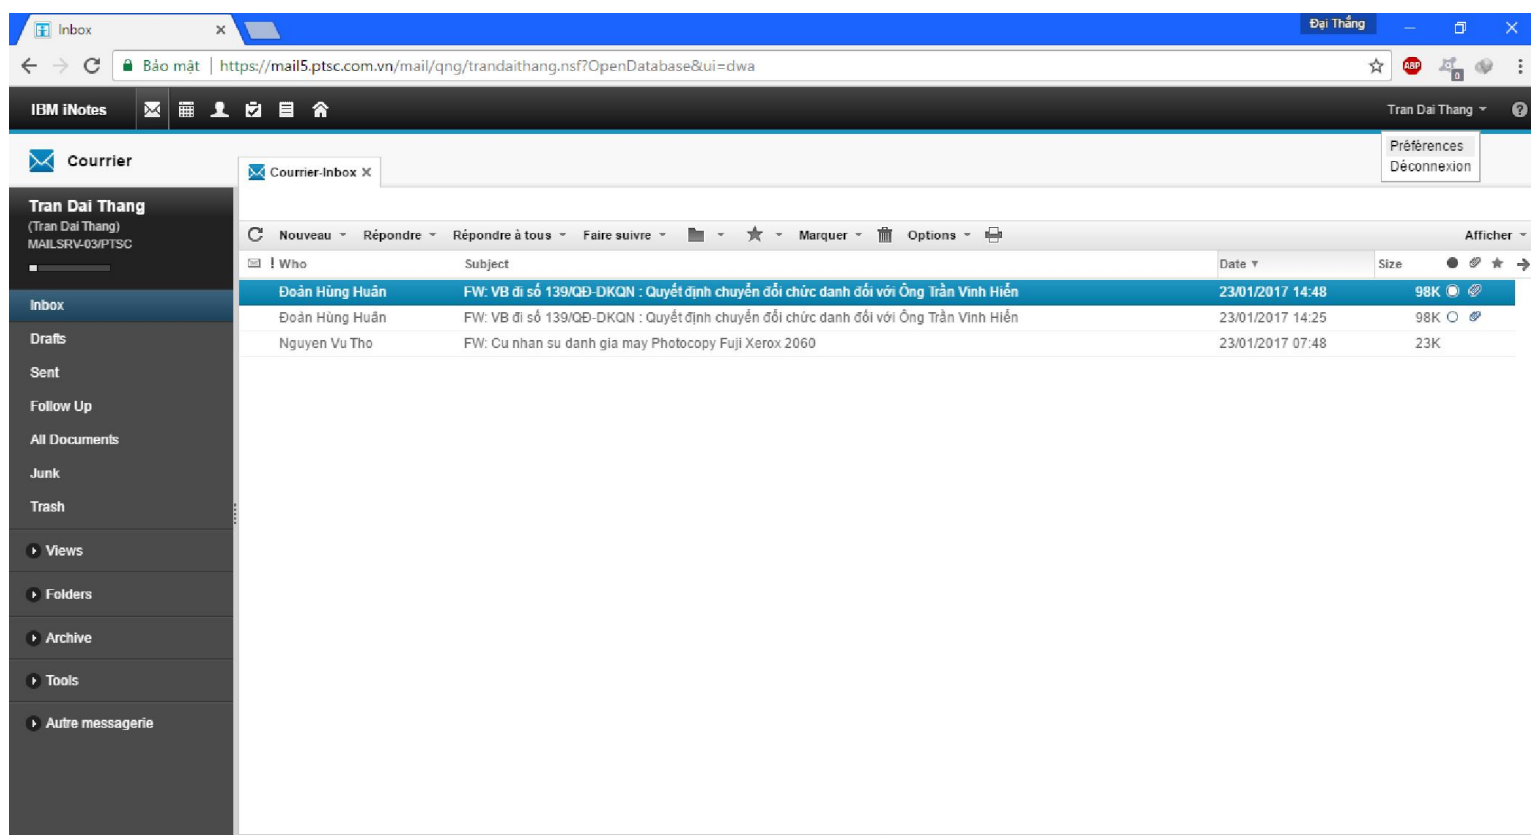 Inbox
Đại Thắng
Bảo mật | https://mail5.ptsc.com.vn/mail/qng/trandaithang.nsf?OpenDatabase&ui=dwa
ABP
0
IBM iNotes
Tran Dai Thang
?
Préférences
Déconnexion
Courrier
Courrier-Inbox X
Tran Dai Thang
(Tran Dai Thang)
MAILSRV-03/PTSC
Nouveau Répondre Répondre à tous Faire suivre Marquer Options Afficher
! Who Subject Date Size
Đoàn Hùng Huân FW: VB đi số 139/QĐ-DKQN : Quyết định chuyển đổi chức danh đối với Ông Trần Vinh Hiển 23/01/2017 14:48 98K
Đoàn Hùng Huân FW: VB đi số 139/QĐ-DKQN : Quyết định chuyển đổi chức danh đối với Ông Trần Vinh Hiển 23/01/2017 14:25 98K
Nguyen Vu Tho FW: Cu nhan su danh gia may Photocopy Fuji Xerox 2060 23/01/2017 07:48 23K
Inbox
Drafts
Sent
Follow Up
All Documents
Junk
Trash
Views
Folders
Archive
Tools
Autre messagerie